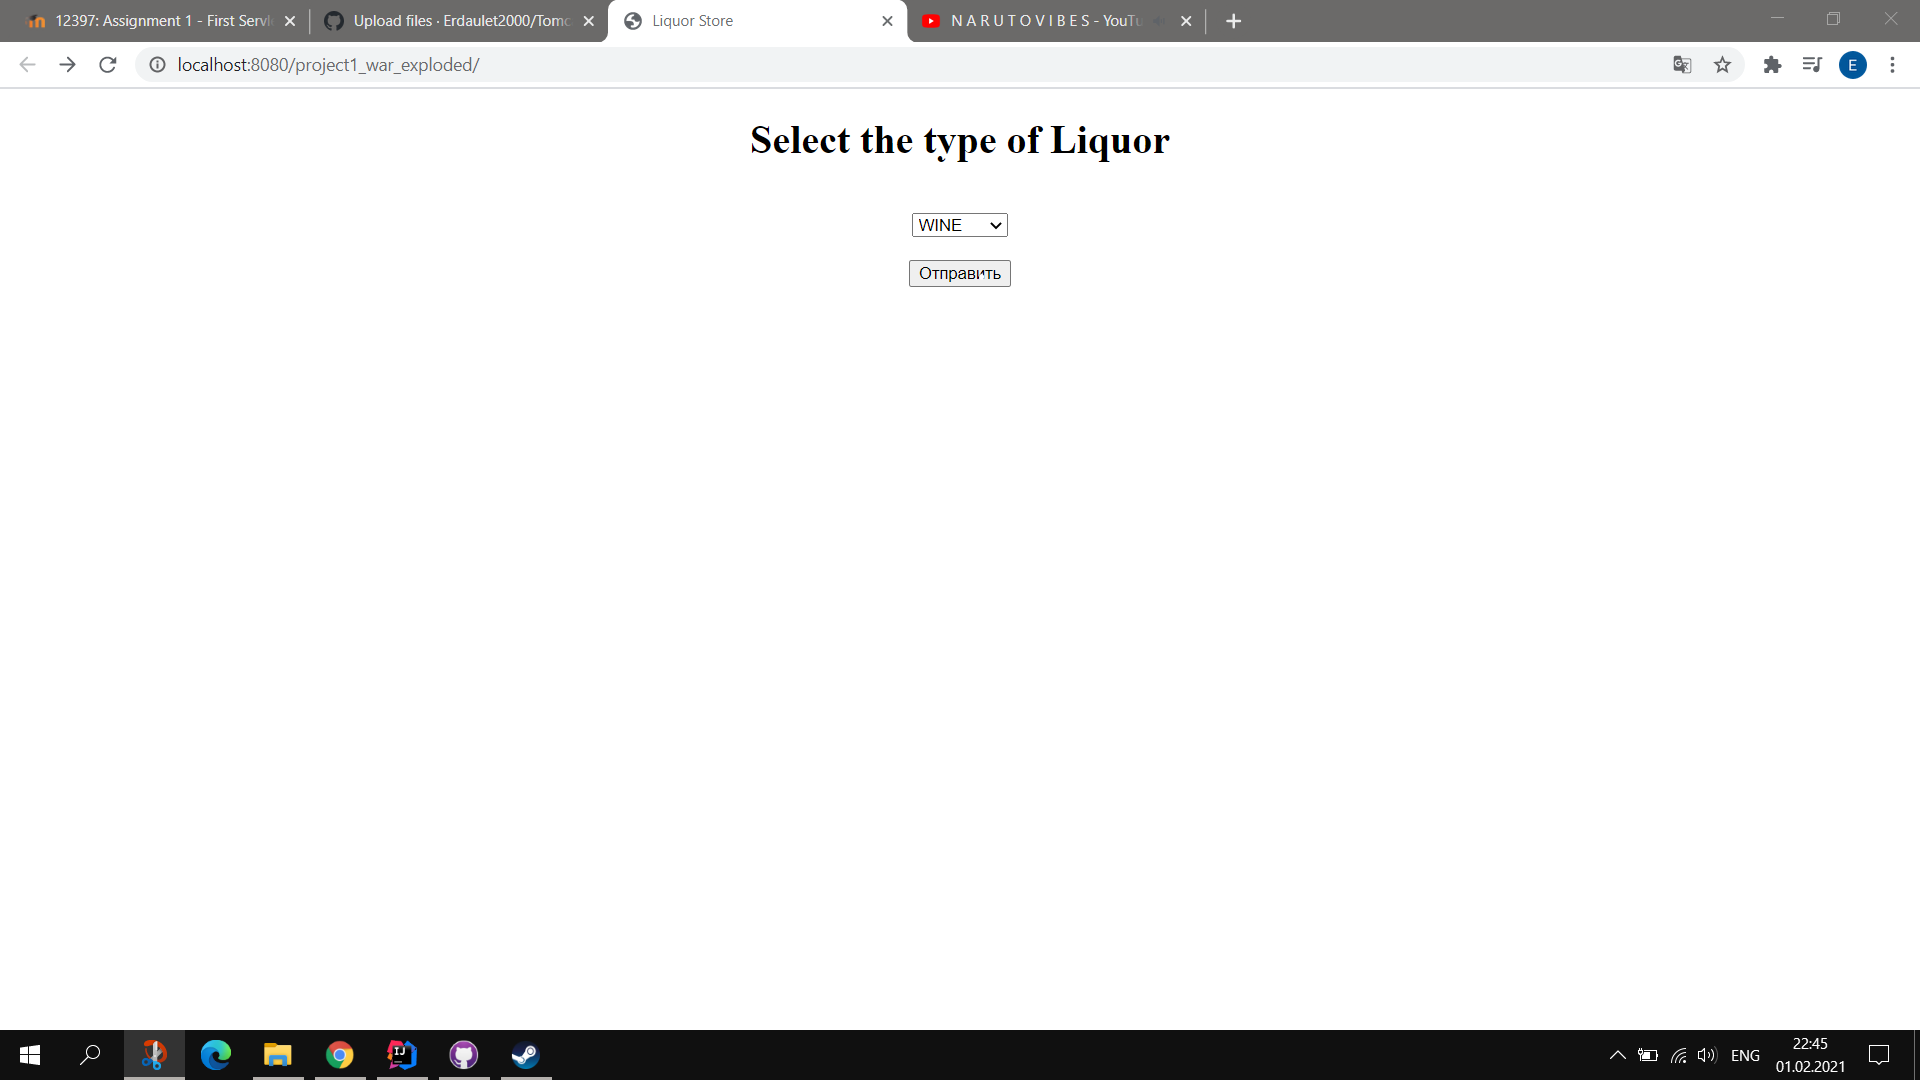 12397: Assignment 1 - First Servle
Upload files · Erdaulet2000/Tomc
Liquor Store
N A R U T O V I B E S - YouTu
localhost:8080/project1_war_exploded/
E
Select the type of Liquor
WINE
Отправить
ENG
22:45
01.02.2021